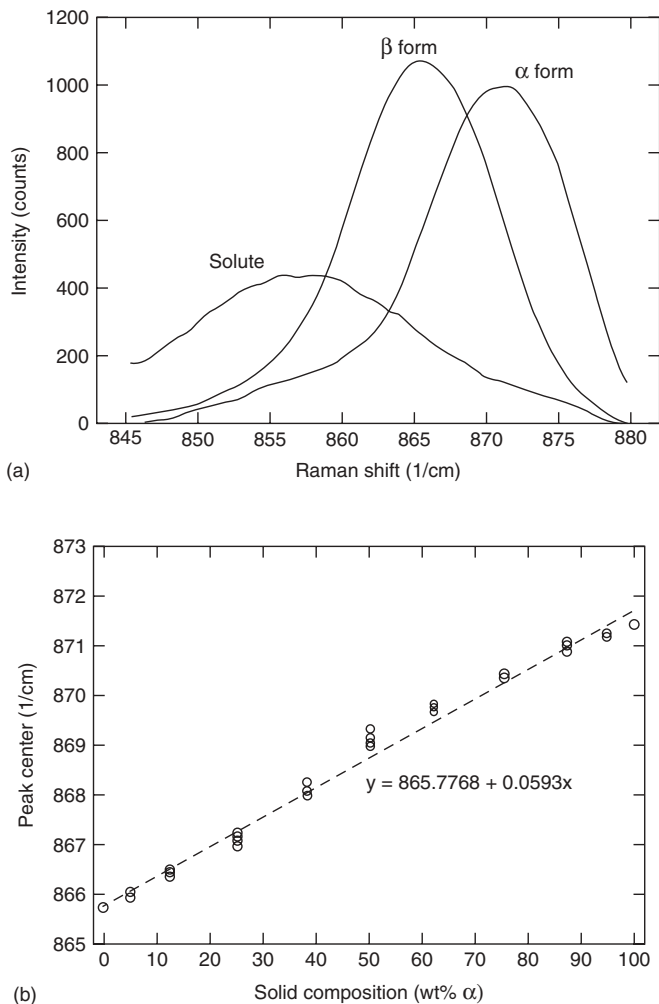 1200
1000
800
600
400
200
0
Intensity (counts)
β form
α form
Solute
845 850 855 860 865 870 875 880
(a)
Raman shift (1/cm)
873
872
871
870
869
868
867
866
865
Peak center (1/cm)
y = 865.7768 + 0.0593x
0 10 20 30 40 50 60 70 80 90 100
(b)
Solid composition (wt% α)